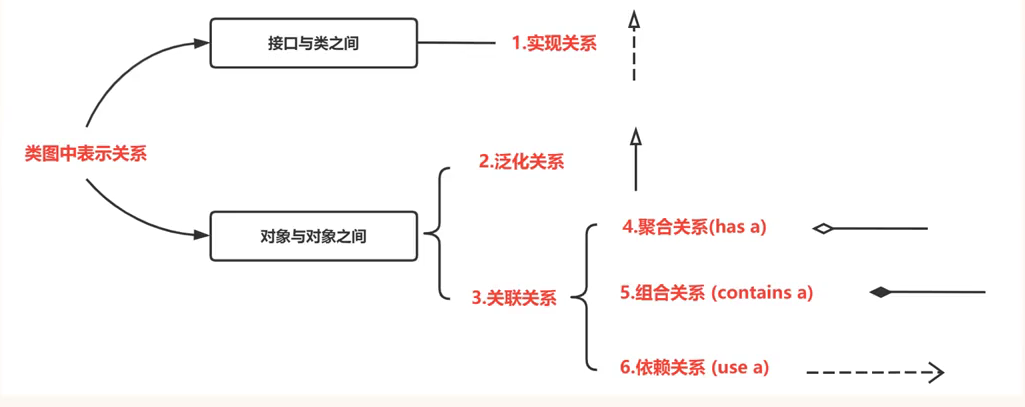 接口与类之间
1.实现关系
类图中表示关系
2.泛化关系
对象与对象之间
4.聚合关系(has a)
3.关联关系
5.组合关系 (contains a)
6.依赖关系 (use a)